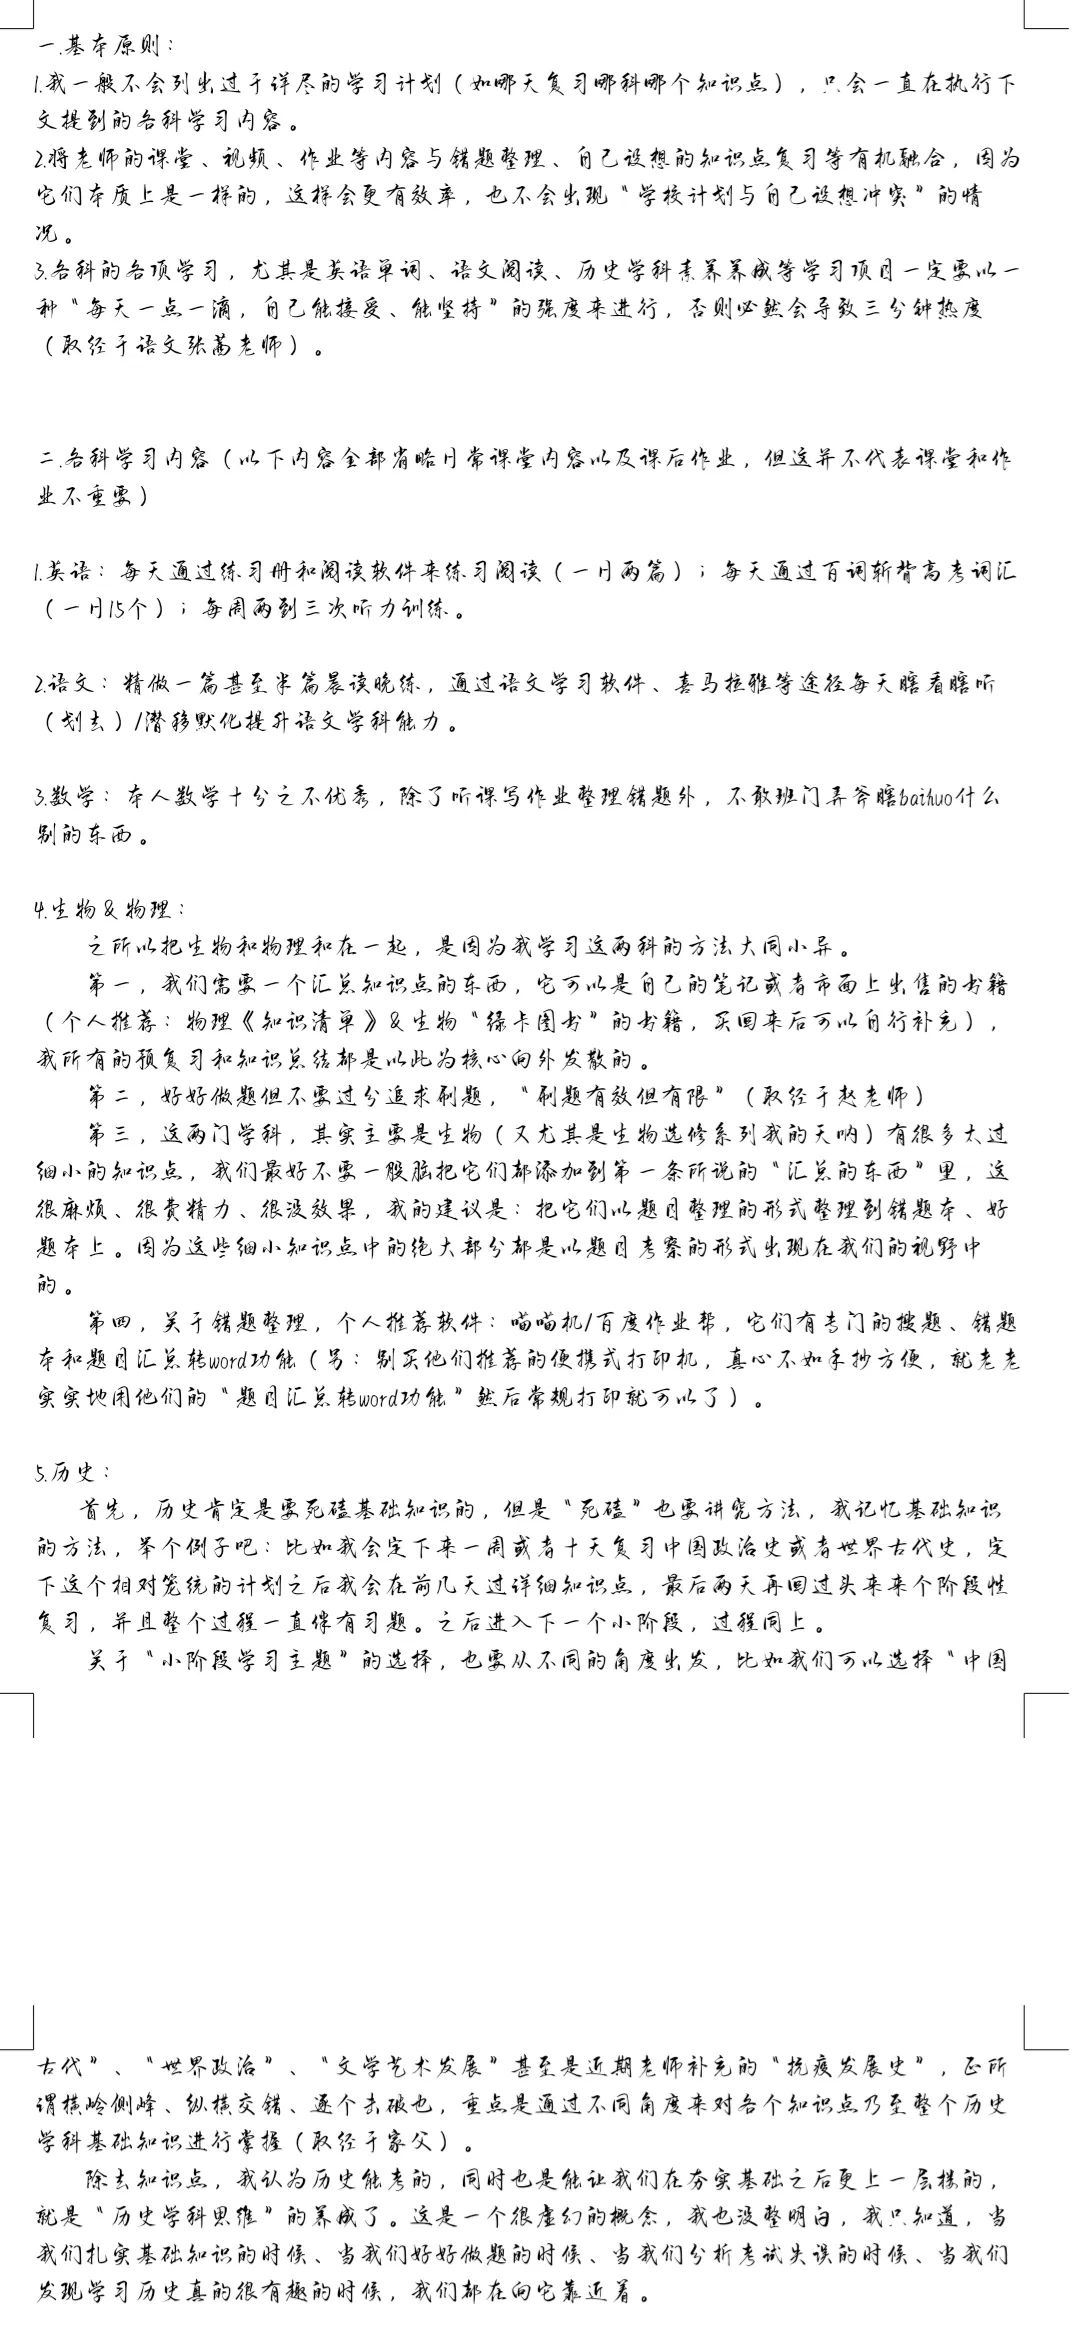 一.基本原则：
1.我一般不会列出过于详尽的学习计划（如哪天复习哪科哪个知识点），只会一直在执行下
文提到的各科学习内容。
2.将老师的课堂、视频、作业等内容与错题整理、自己设想的知识点复习等有机融合，因为
它们本质上是一样的，这样会更有效率，也不会出现“学校计划与自己设想冲突”的情
况。
3.各科的各项学习，尤其是英语单词、语文阅读、历史学科素养养成等学习项目一定要以一
种“每天一点一滴，自己能接受、能坚持”的强度来进行，否则必然会导致三分钟热度
（取经于语文张菡老师）。
二.各科学习内容（以下内容全部省略日常课堂内容以及课后作业，但这并不代表课堂和作
业不重要）
1.英语：每天通过练习册和阅读软件来练习阅读（一日两篇）；每天通过百词斩背高考词汇
（一日15个）；每周两到三次听力训练。
2.语文：精做一篇甚至半篇晨读晚练，通过语文学习软件、喜马拉雅等途径每天瞎看瞎听
（划去）/潜移默化提升语文学科能力。
3.数学：本人数学十分之不优秀，除了听课写作业整理错题外，不敢班门弄斧瞎baihuo什么
别的东西。
4.生物&物理：
之所以把生物和物理和在一起，是因为我学习这两科的方法大同小异。
第一，我们需要一个汇总知识点的东西，它可以是自己的笔记或者市面上出售的书籍
（个人推荐：物理《知识清单》&生物“绿卡图书”的书籍，买回来后可以自行补充），
我所有的预复习和知识总结都是以此为核心向外发散的。
第二，好好做题但不要过分追求刷题，“刷题有效但有限”（取经于赵老师）
第三，这两门学科，其实主要是生物（又尤其是生物选修系列我的天呐）有很多太过
细小的知识点，我们最好不要一股脑把它们都添加到第一条所说的“汇总的东西”里，这
很麻烦、很费精力、很没效果，我的建议是：把它们以题目整理的形式整理到错题本、好
题本上。因为这些细小知识点中的绝大部分都是以题目考察的形式出现在我们的视野中
的。
第四，关于错题整理，个人推荐软件：喵喵机/百度作业帮，它们有专门的搜题、错题
本和题目汇总转word功能（另：别买他们推荐的便携式打印机，真心不如手抄方便，就老老
实实地用他们的“题目汇总转word功能”然后常规打印就可以了）。
5.历史：
首先，历史肯定是要死磕基础知识的，但是“死磕”也要讲究方法，我记忆基础知识
的方法，举个例子吧：比如我会定下来一周或者十天复习中国政治史或者世界古代史，定
下这个相对笼统的计划之后我会在前几天过详细知识点，最后两天再回过头来来个阶段性
复习，并且整个过程一直伴有习题。之后进入下一个小阶段，过程同上。
关于“小阶段学习主题”的选择，也要从不同的角度出发，比如我们可以选择“中国
古代”、“世界政治”、“文学艺术发展”甚至是近期老师补充的“抗疫发展史”，正所
谓横岭侧峰、纵横交错、逐个击破也，重点是通过不同角度来对各个知识点乃至整个历史
学科基础知识进行掌握（取经于家父）。
除去知识点，我认为历史能考的，同时也是能让我们在夯实基础之后更上一层楼的，
就是“历史学科思维”的养成了。这是一个很虚幻的概念，我也没整明白，我只知道，当
我们扎实基础知识的时候、当我们好好做题的时候、当我们分析考试失误的时候、当我们
发现学习历史真的很有趣的时候，我们都在向它靠近着。